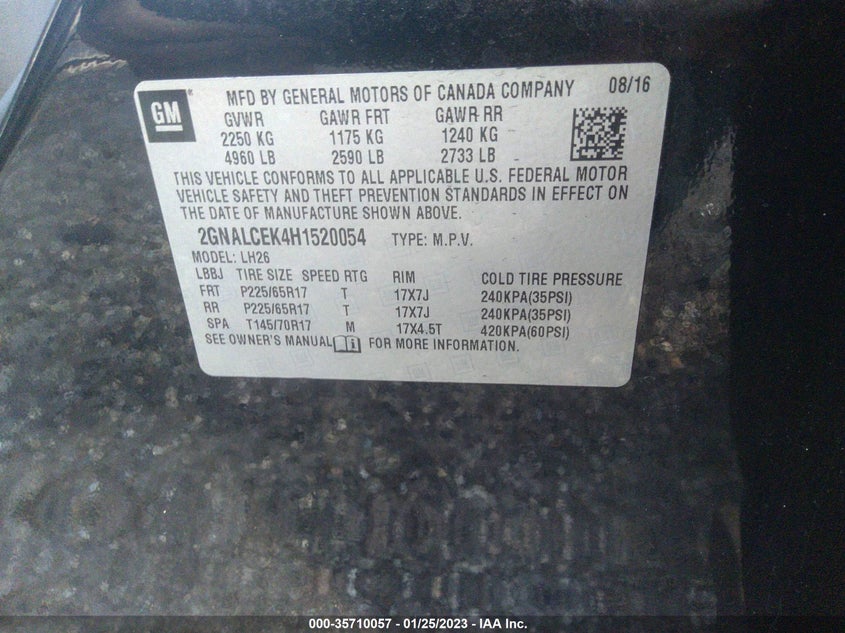 GM
MFD BY GENERAL MOTORS OF CANADA COMPANY 08/16
GVWR GAWR FRT GAWR RR
2250 KG 1175 KG 1240 KG
4960 LB 2590 LB 2733 LB
THIS VEHICLE CONFORMS TO ALL APPLICABLE U.S. FEDERAL MOTOR
VEHICLE SAFETY AND THEFT PREVENTION STANDARDS IN EFFECT ON
THE DATE OF MANUFACTURE SHOWN ABOVE.
2GNALCEK4H1520054 TYPE: M.P.V.
MODEL: LH26
LBBJ TIRE SIZE SPEED RTG RIM COLD TIRE PRESSURE
FRT P225/65R17 T 17X7J 240KPA(35PSI)
RR P225/65R17 T 17X7J 240KPA(35PSI)
SPA T145/70R17 M 17X4.5T 420KPA(60PSI)
SEE OWNER'S MANUAL FOR MORE INFORMATION.
000-35710057 - 01/25/2023 - IAA Inc.